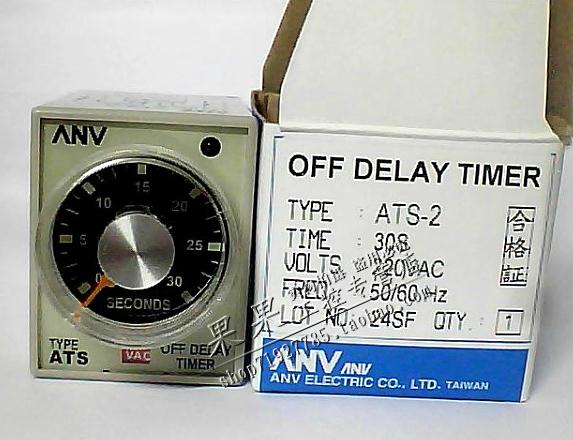 ANV
0
5
10
15
20
25
30
SECONDS
TYPE
ATS
VAC
OFF DELAY
TIMER
OFF DELAY TIMER
TYPE : ATS-2
TIME : 30S
VOLTS : 220VAC
FREQ : 50/60 Hz
LOT NO. 24SF QTY. 1
合格証
ANV ANV
ANV ELECTRIC CO., LTD. TAIWAN